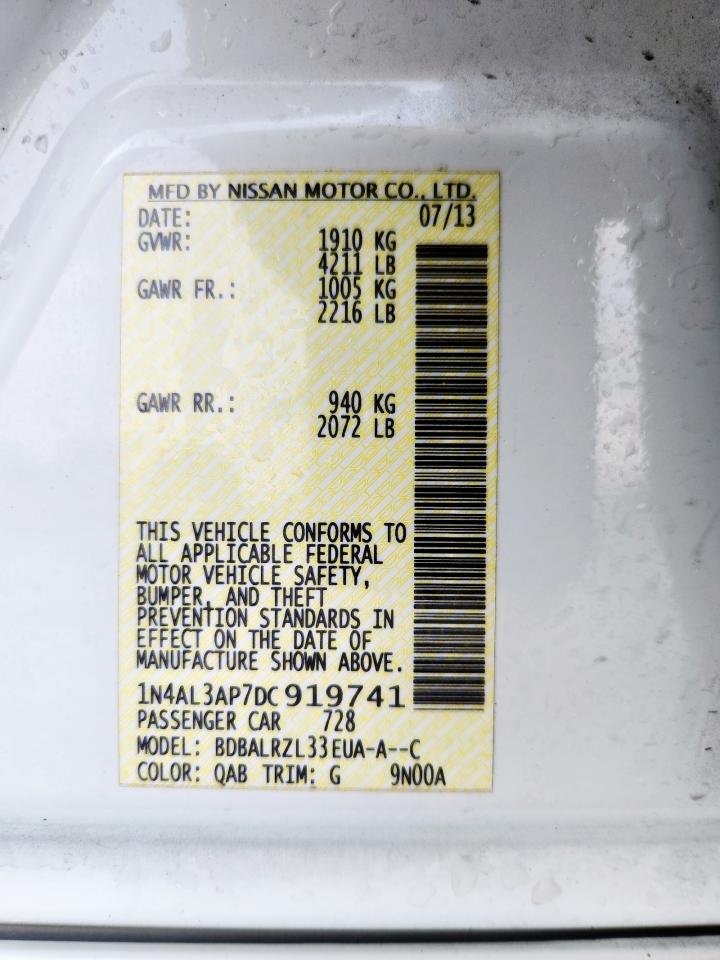 MFD BY NISSAN MOTOR CO., LTD.
DATE: 07/13
GVWR: 1910 KG
4211 LB
GAWR FR.: 1005 KG
2216 LB
GAWR RR.: 940 KG
2072 LB
THIS VEHICLE CONFORMS TO
ALL APPLICABLE FEDERAL
MOTOR VEHICLE SAFETY,
BUMPER, AND THEFT
PREVENTION STANDARDS IN
EFFECT ON THE DATE OF
MANUFACTURE SHOWN ABOVE.
1N4AL3AP7DC919741
PASSENGER CAR 728
MODEL: BDBALRZL33EUA-A--C
COLOR: QAB TRIM: G 9N00A